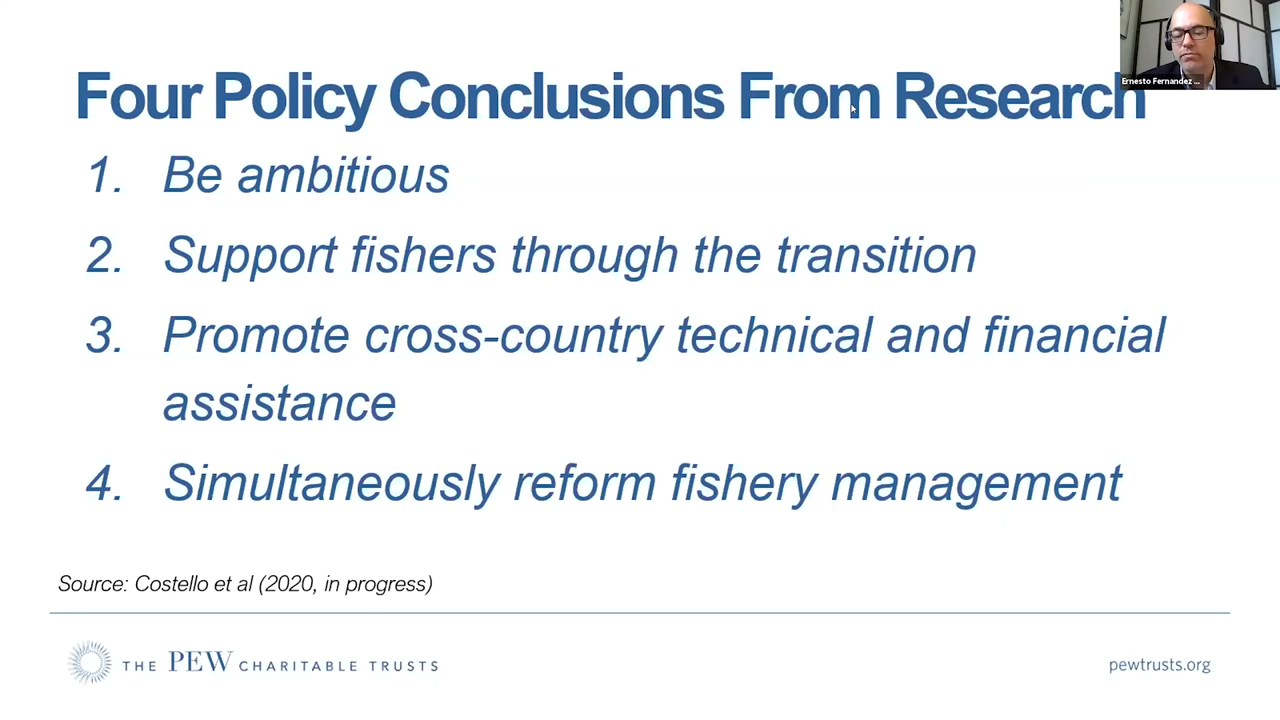 Four Policy Conclusions From Research
Ernesto Fernandez ...
1. Be ambitious
2. Support fishers through the transition
3. Promote cross-country technical and financial
assistance
4. Simultaneously reform fishery management
Source: Costello et al (2020, in progress)
THE PEW CHARITABLE TRUSTS
pewtrusts.org